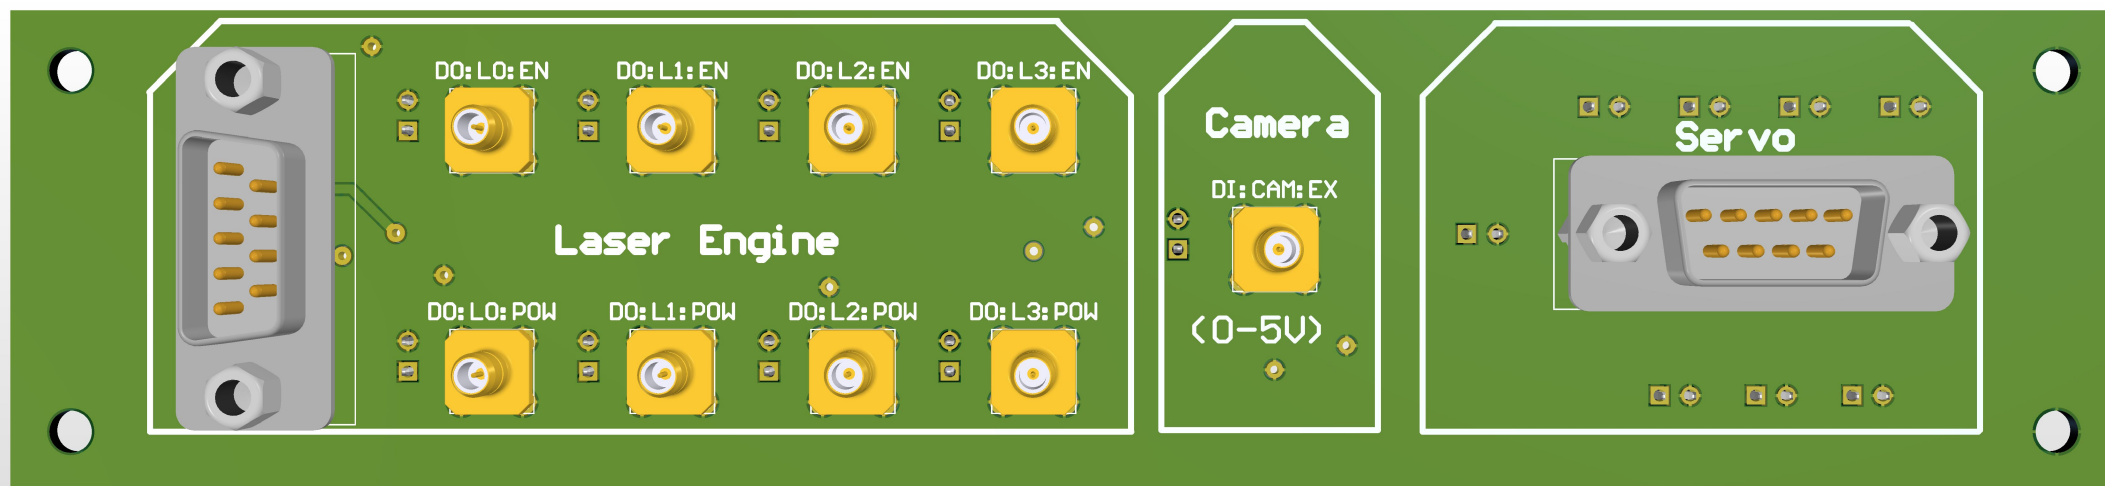 DO:L0:EN
DO:L1:EN
DO:L2:EN
DO:L3:EN
Laser Engine
DO:L0:POW
DO:L1:POW
DO:L2:POW
DO:L3:POW
Camera
DI:CAM:EX
(0-5V)
Servo